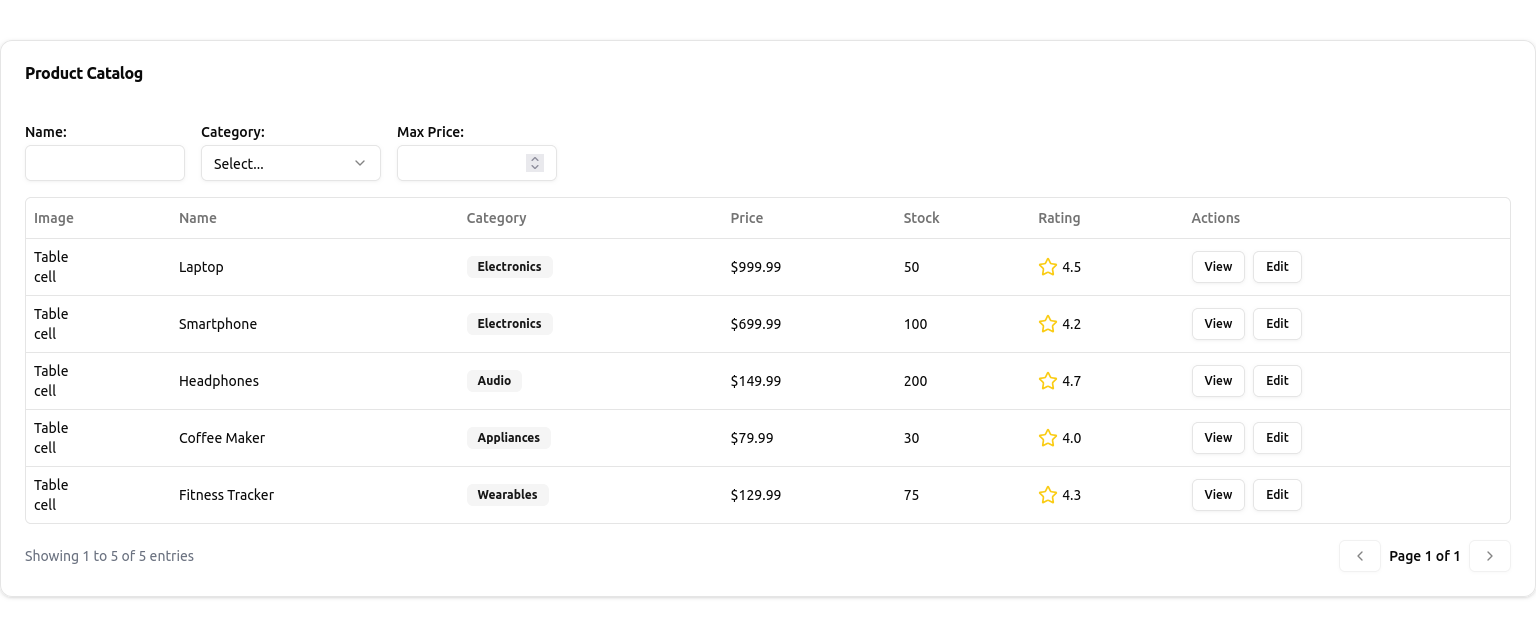 Product Catalog
Name: Category: Max Price:
Select...
Image Name Category Price Stock Rating Actions
Table cell Laptop Electronics $999.99 50 4.5 View Edit
Table cell Smartphone Electronics $699.99 100 4.2 View Edit
Table cell Headphones Audio $149.99 200 4.7 View Edit
Table cell Coffee Maker Appliances $79.99 30 4.0 View Edit
Table cell Fitness Tracker Wearables $129.99 75 4.3 View Edit
Showing 1 to 5 of 5 entries Page 1 of 1